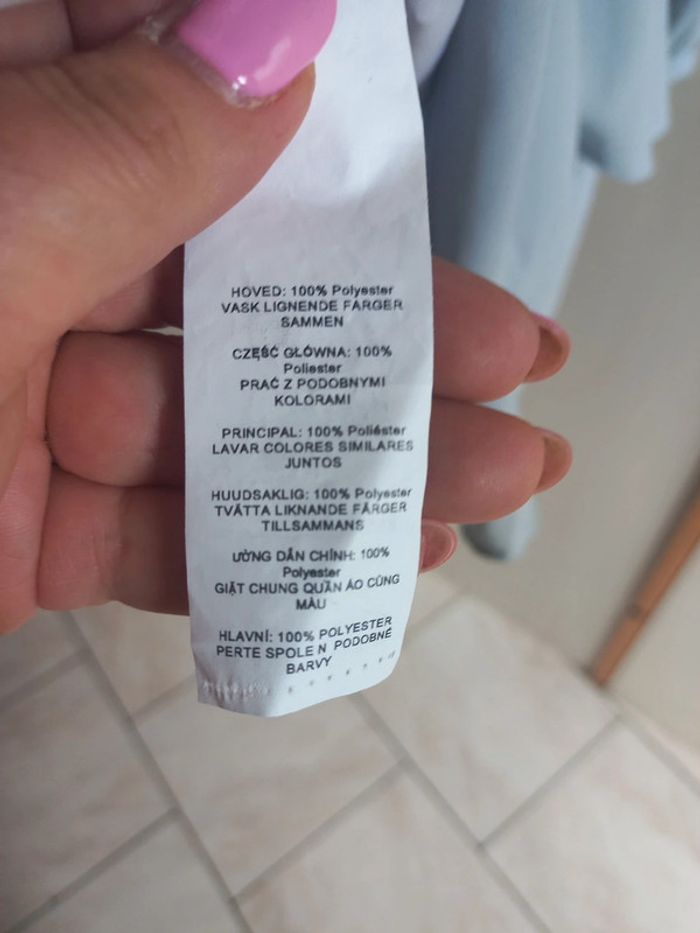 HOVED: 100% Polyester
VASK LIGNENDE FARGER
SAMMEN
CZĘŚĆ GŁÓWNA: 100%
Poliester
PRAĆ Z PODOBNYMI
KOLORAMI
PRINCIPAL: 100% Poliéster
LAVAR COLORES SIMILARES
JUNTOS
HUUDSAKLIG: 100% Polyester
TVÄTTA LIKNANDE FÄRGER
TILLSAMMANS
ƯỜNG DẪN CHÍNH: 100%
Polyester
GIẶT CHUNG QUẦN ÁO CÙNG
MÀU
HLAVNÍ: 100% POLYESTER
PERTE SPOLE N PODOBNÉ
BARVY